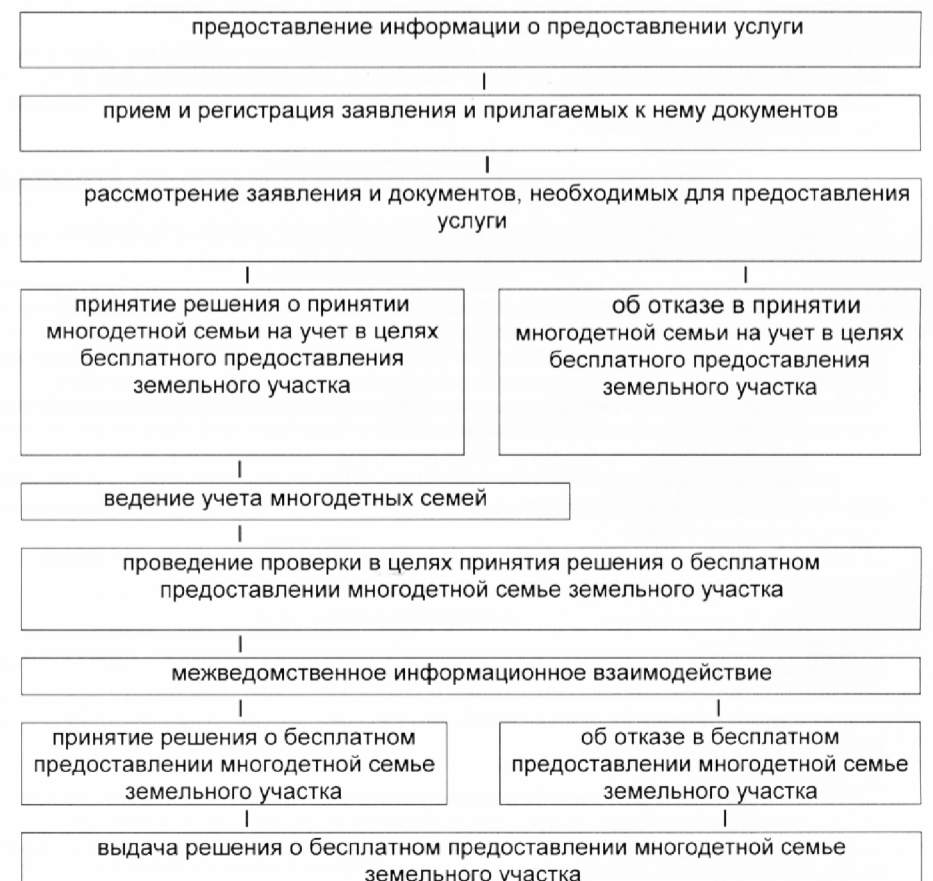 предоставление информации о предоставлении услуги
прием и регистрация заявления и прилагаемых к нему документов
рассмотрение заявления и документов, необходимых для предоставления
услуги
принятие решения о принятии
многодетной семьи на учет в целях
бесплатного предоставления
земельного участка
об отказе в принятии
многодетной семьи на учет в целях
бесплатного предоставления
земельного участка
ведение учета многодетных семей
проведение проверки в целях принятия решения о бесплатном
предоставлении многодетной семье земельного участка
межведомственное информационное взаимодействие
принятие решения о бесплатном
предоставлении многодетной семье
земельного участка
об отказе в бесплатном
предоставлении многодетной семье
земельного участка
выдача решения о бесплатном предоставлении многодетной семье
земельного участка